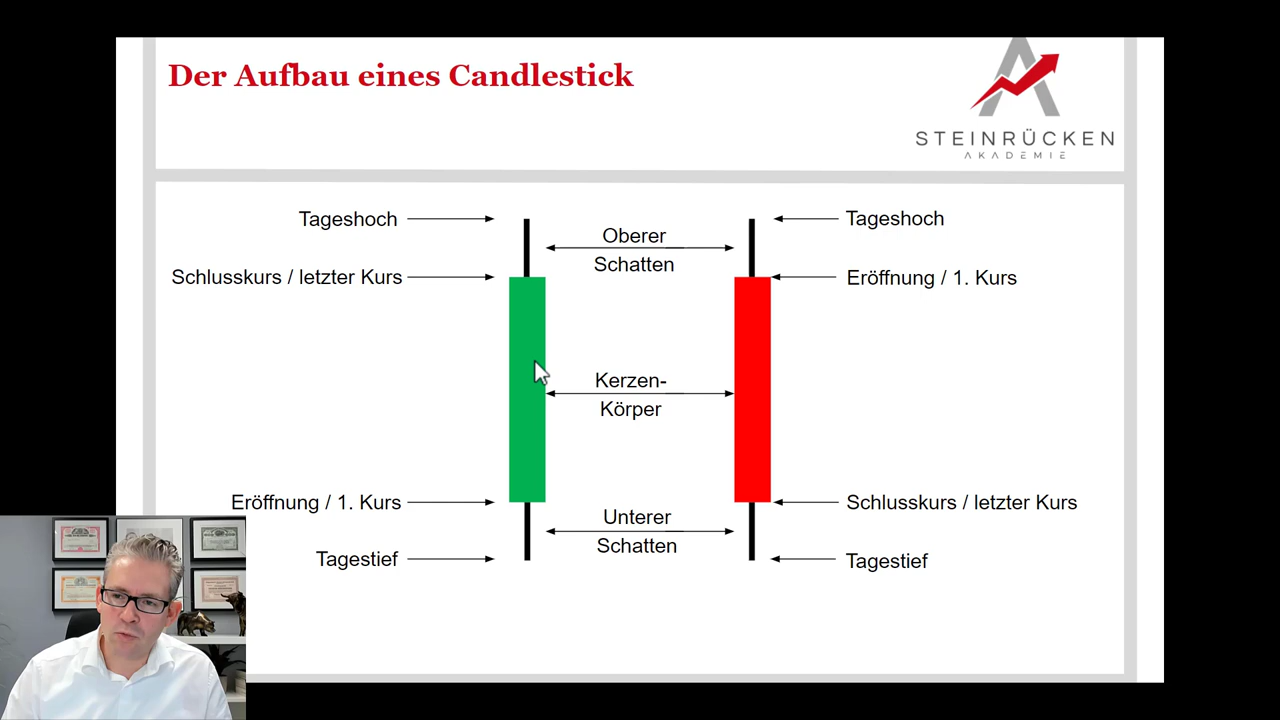 Der Aufbau eines Candlestick
STEINRÜCKEN
AKADEMIE
Tageshoch
Oberer
Schatten
Tageshoch
Schlusskurs / letzter Kurs
Eröffnung / 1. Kurs
Kerzen-
Körper
Eröffnung / 1. Kurs
Schlusskurs / letzter Kurs
Unterer
Schatten
Tagestief
Tagestief